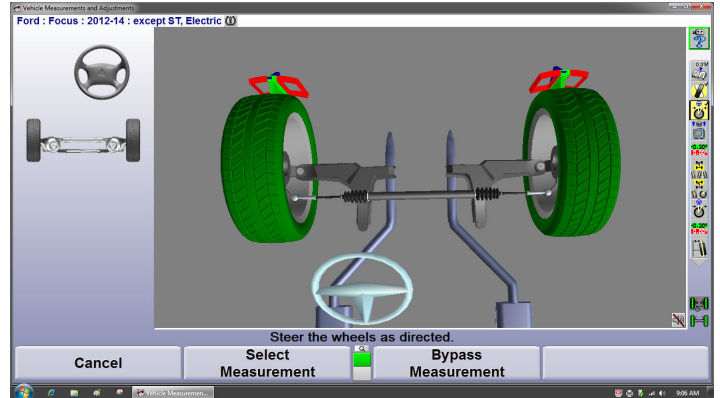 Vehicle Measurements and Adjustments
Ford : Focus : 2012-14 : except ST, Electric
Steer the wheels as directed.
Cancel
Select
Measurement
Bypass
Measurement
Vehicle Measuremen...
9:06 AM